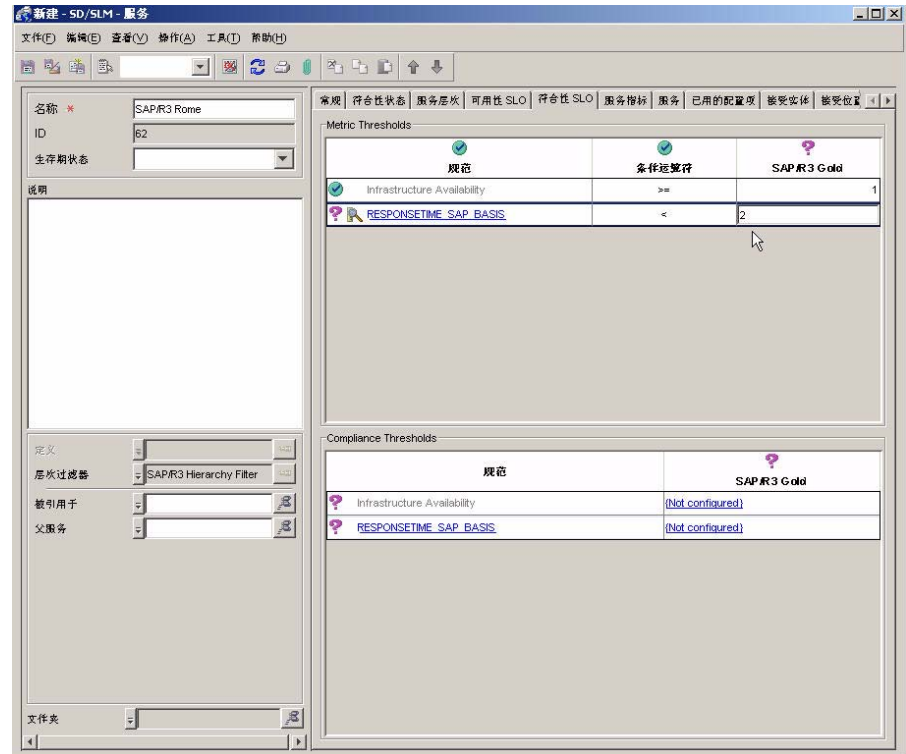 新建 - SD/SLM - 服务
文件(F) 编辑(E) 查看(V) 操作(A) 工具(T) 帮助(H)
名称 *
SAP/R3 Rome
ID
62
生存期状态
说明
定义
层次过滤器
SAP/R3 Hierarchy Filter
被引用于
父服务
文件夹
常规 符合性状态 服务层次 可用性 SLO 符合性 SLO 服务指标 服务 已用的配置项 接受实体 接受位置
Metric Thresholds
规范 条件运算符 SAP/R3 Gold
Infrastructure Availability >= 1
RESPONSETIME_SAP_BASIS < 2
Compliance Thresholds
规范 SAP/R3 Gold
Infrastructure Availability {Not configured}
RESPONSETIME_SAP_BASIS {Not configured}